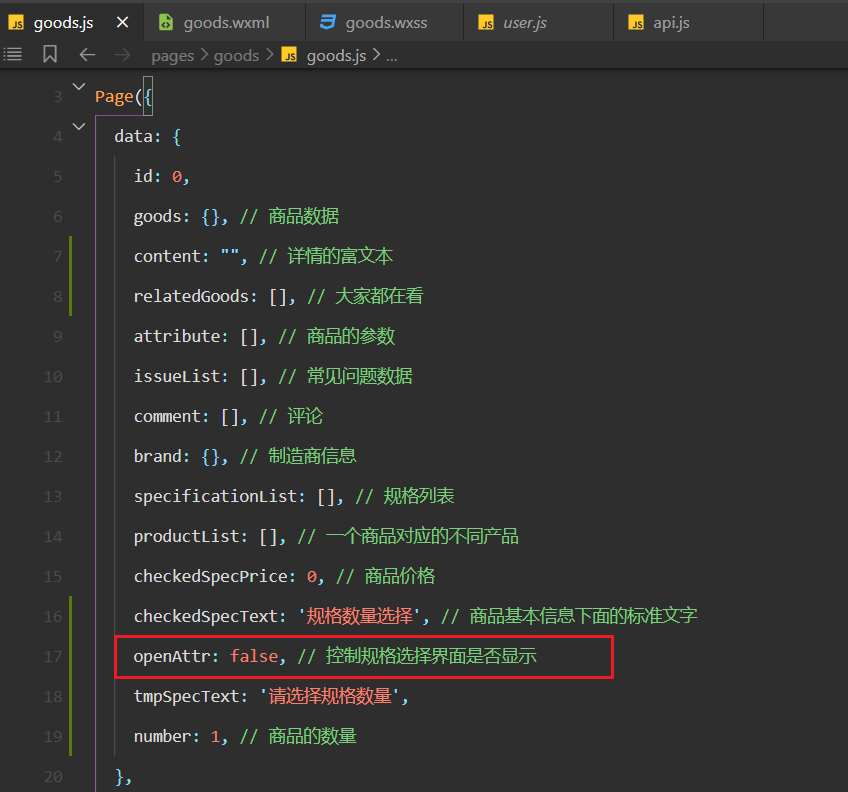 goods.js
goods.wxml
goods.wxss
user.js
api.js
pages > goods > goods.js > ...
3 Page({
4 data: {
5 id: 0,
6 goods: {}, // 商品数据
7 content: "", // 详情的富文本
8 relatedGoods: [], // 大家都在看
9 attribute: [], // 商品的参数
10 issueList: [], // 常见问题数据
11 comment: [], // 评论
12 brand: {}, // 制造商信息
13 specificationList: [], // 规格列表
14 productList: [], // 一个商品对应的不同产品
15 checkedSpecPrice: 0, // 商品价格
16 checkedSpecText: '规格数量选择', // 商品基本信息下面的标准文字
17 openAttr: false, // 控制规格选择界面是否显示
18 tmpSpecText: '请选择规格数量',
19 number: 1, // 商品的数量
20 },